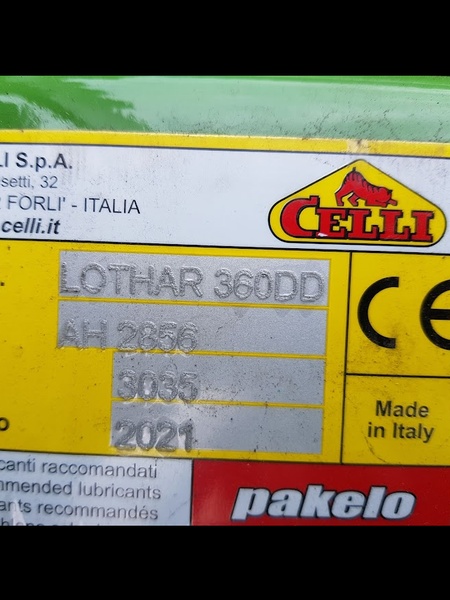 LI S.p.A.
setti, 32
FORLI' - ITALIA
celli.it
CELLI
LOTHAR 360DD
AH 2856
3035
2021
CE
Made
in Italy
canti raccomandati
mmended lubricants
ants recommandés
pakelo